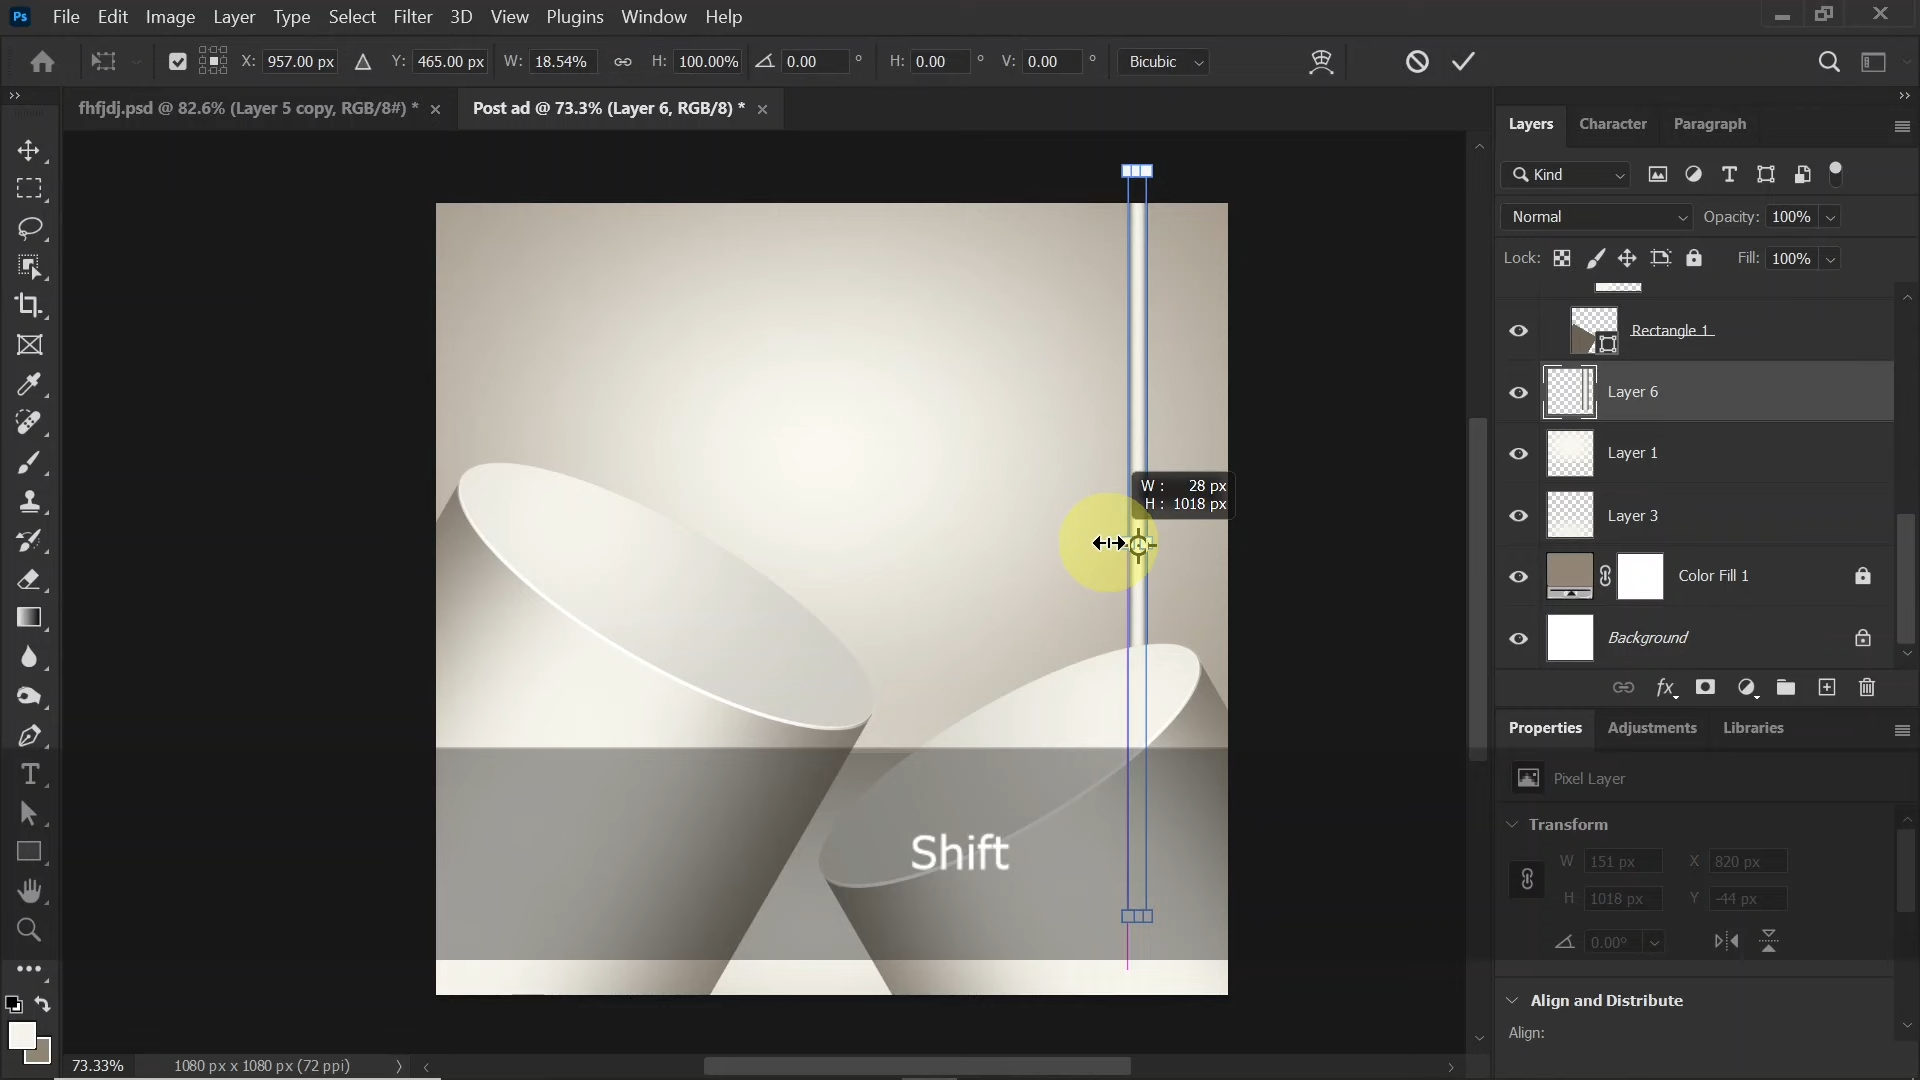 Ps File Edit Image Layer Type Select Filter 3D View Plugins Window Help
X: 957.00 px Y: 465.00 px W: 18.54% H: 100.00% 0.00 ° H: 0.00 ° V: 0.00 ° Bicubic
fhfjdj.psd @ 82.6% (Layer 5 copy, RGB/8#) * × Post ad @ 73.3% (Layer 6, RGB/8) * ×
Layers Character Paragraph
Kind
Normal Opacity: 100%
Lock: Fill: 100%
Rectangle 1
Layer 6
Layer 1
Layer 3
Color Fill 1
Background
W : 28 px
H : 1018 px
Shift
Properties Adjustments Libraries
Pixel Layer
Transform
W 151 px X 820 px
H 1018 px Y -44 px
0.00°
Align and Distribute
Align:
73.33% 1080 px x 1080 px (72 ppi)